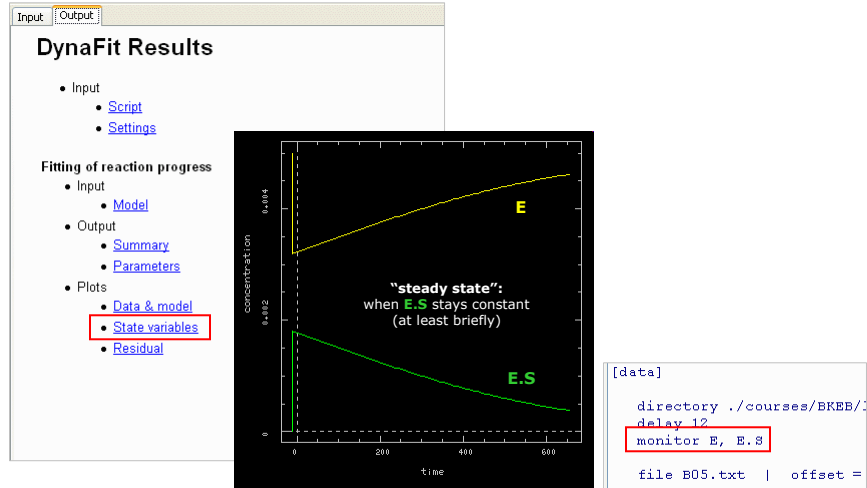 Input
Output
DynaFit Results
Input
Script
Settings
Fitting of reaction progress
Input
Model
Output
Summary
Parameters
Plots
Data & model
State variables
Residual
concentration
0.004
0.002
0
E
“steady state”:
when E.S stays constant
(at least briefly)
E.S
0 200 400 600
time
[data]
directory ./courses/BKEB/
delay 12
monitor E, E.S
file B05.txt | offset =